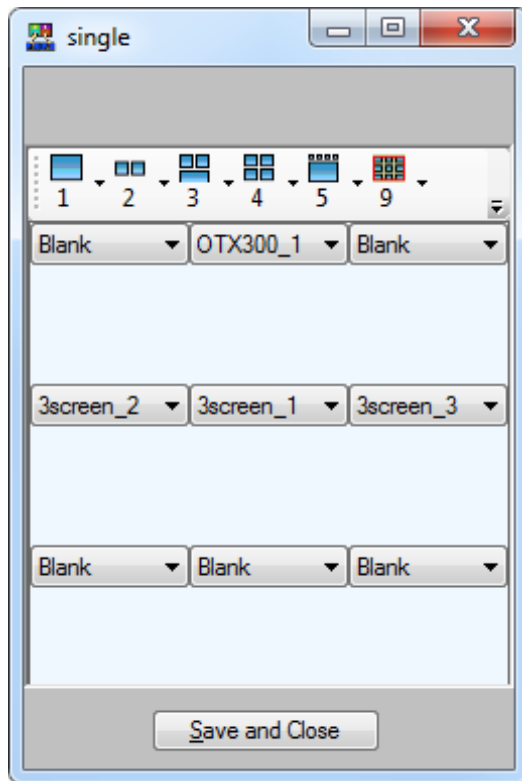 single
1 2 3 4 5 9
Blank OTX300_1 Blank
3screen_2 3screen_1 3screen_3
Blank Blank Blank
Save and Close